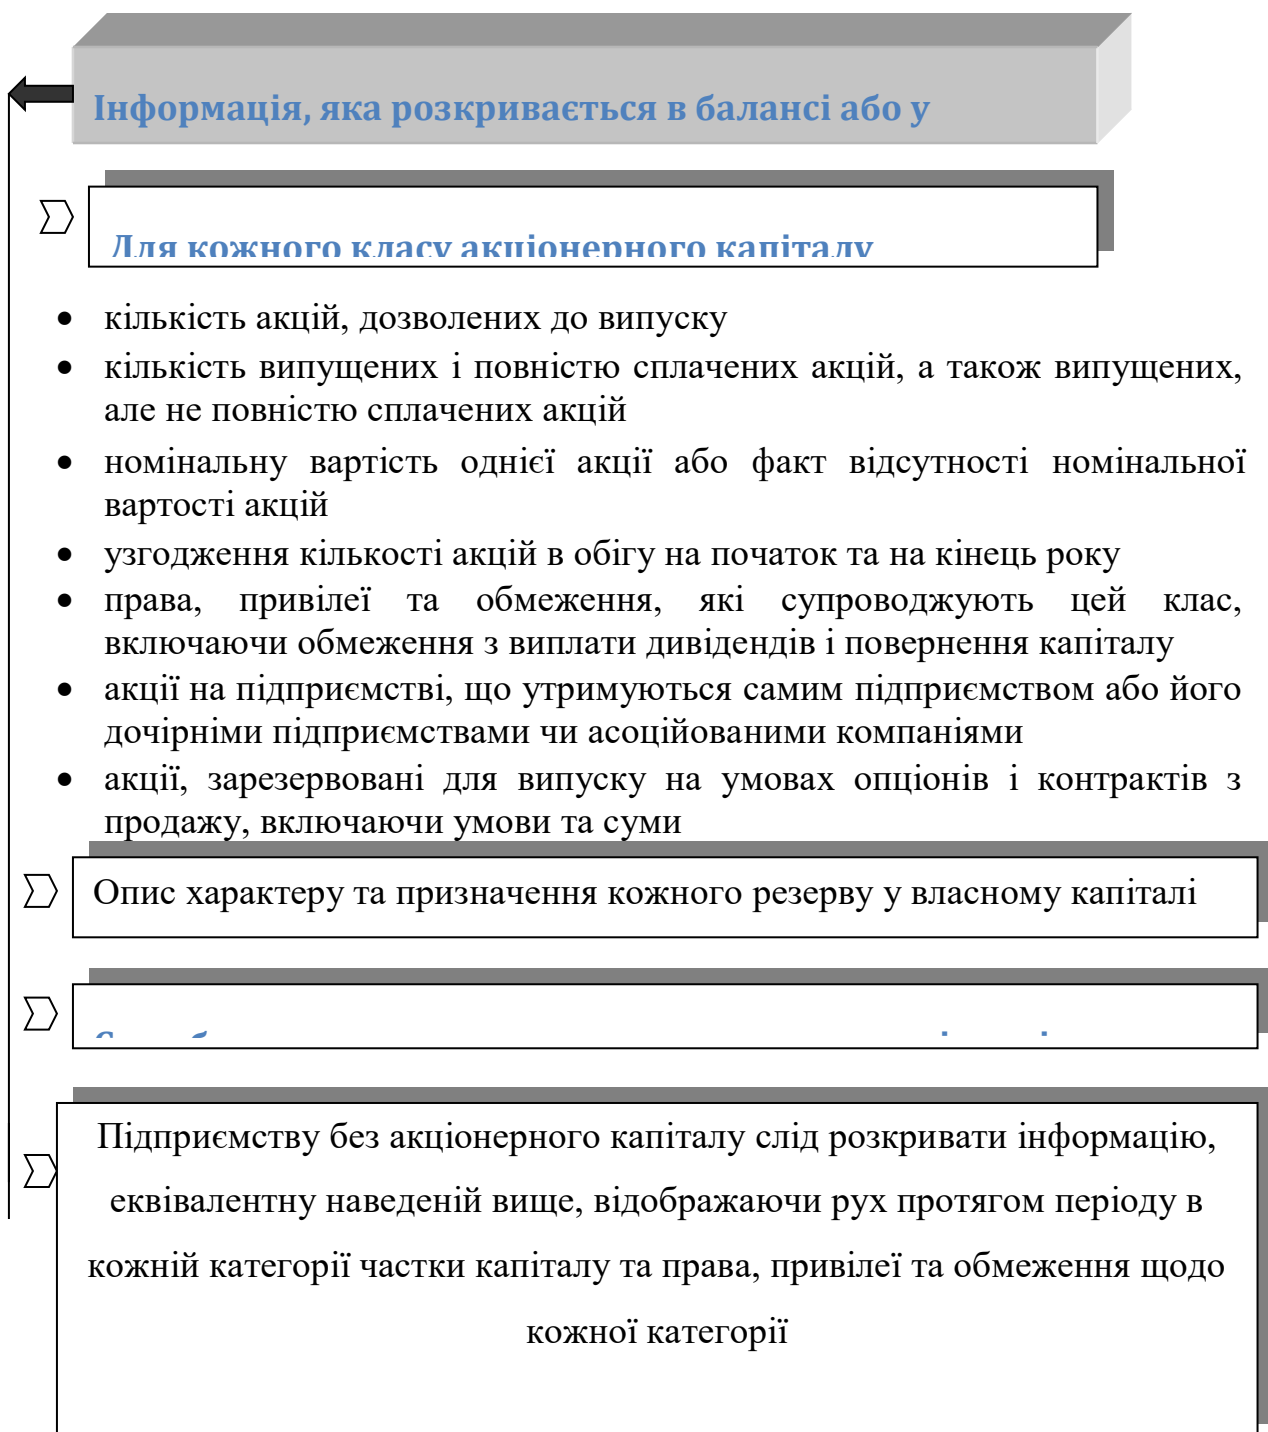 Інформація, яка розкривається в балансі або у
Для кожного класу акціонерного капіталу
• кількість акцій, дозволених до випуску
• кількість випущених і повністю сплачених акцій, а також випущених,
але не повністю сплачених акцій
• номінальну вартість однієї акції або факт відсутності номінальної
вартості акцій
• узгодження кількості акцій в обігу на початок та на кінець року
• права, привілеї та обмеження, які супроводжують цей клас,
включаючи обмеження з виплати дивідендів і повернення капіталу
• акції на підприємстві, що утримуються самим підприємством або його
дочірніми підприємствами чи асоційованими компаніями
• акції, зарезервовані для випуску на умовах опціонів і контрактів з
продажу, включаючи умови та суми
Опис характеру та призначення кожного резерву у власному капіталі
Підприємству без акціонерного капіталу слід розкривати інформацію,
еквівалентну наведеній вище, відображаючи рух протягом періоду в
кожній категорії частки капіталу та права, привілеї та обмеження щодо
кожної категорії